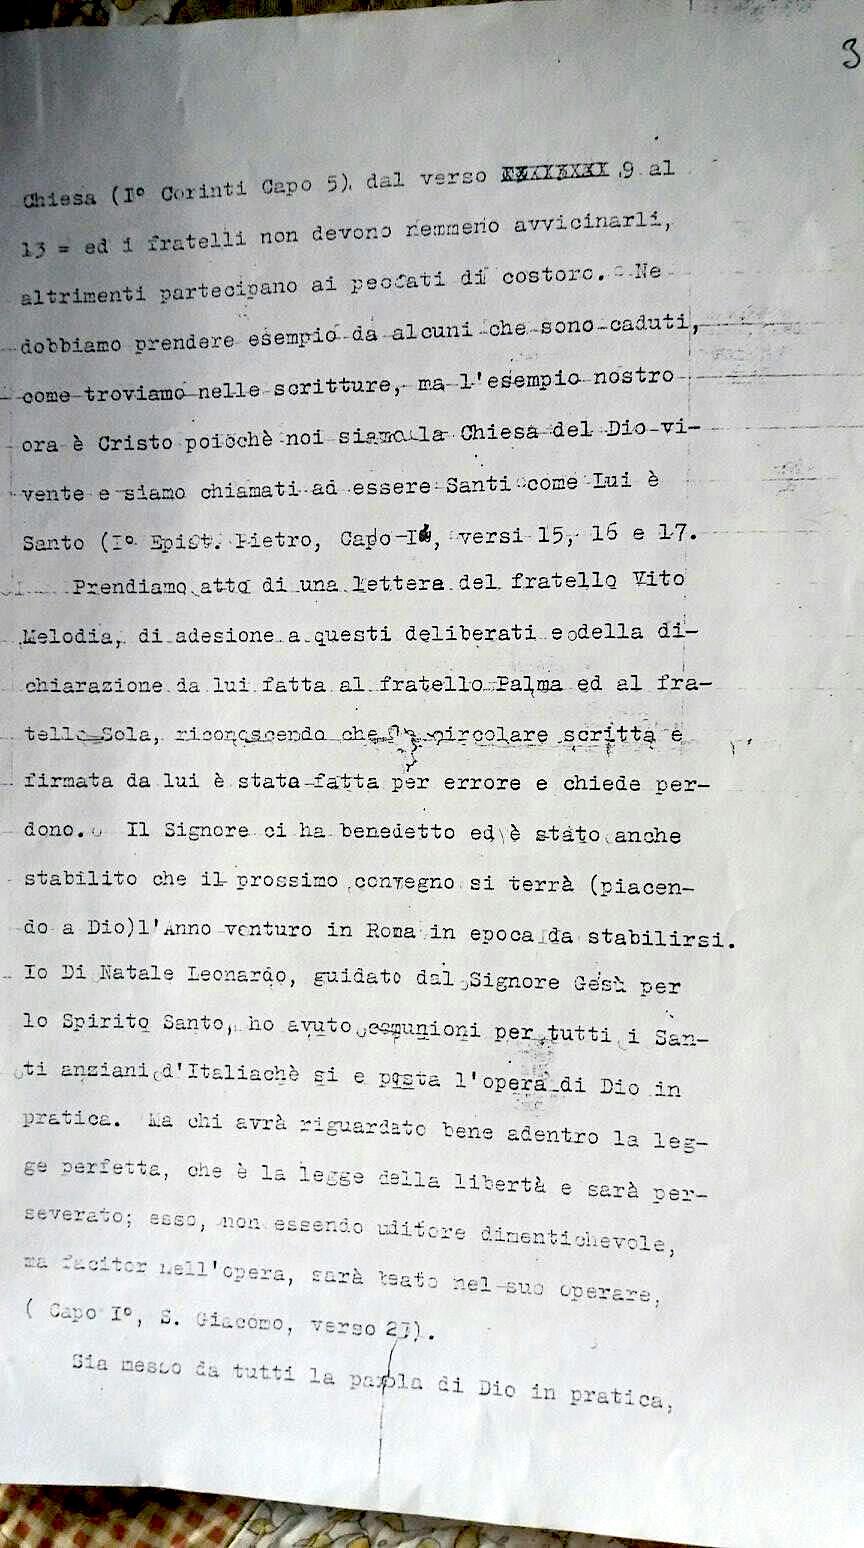 3
Chiesa (I° Corinti Capo 5), dal verso 9 al
13 = ed i fratelli non devono nemmeno avvicinarli,
altrimenti partecipano ai peccati di costoro. Ne
dobbiamo prendere esempio da alcuni che sono caduti,
come troviamo nelle scritture, ma l'esempio nostro
ora è Cristo poiochè noi siamo la Chiesa del Dio vi-
vente e siamo chiamati ad essere Santi come Lui è
Santo (I° Epist. Pietro, Capo I, versi 15, 16 e 17.
Prendiamo atto di una lettera del fratello Vito
Melodia, di adesione a questi deliberati e della di-
chiarazione da lui fatta al fratello Palma ed al fra-
tello Sola, riconoscendo che circolare scritta e
firmata da lui è stata fatta per errore e chiede per-
dono. Il Signore ci ha benedetto ed è stato anche
stabilito che il prossimo convegno si terrà (piacen-
do a Dio)l'Anno venturo in Roma in epoca da stabilirsi.
Io Di Natale Leonardo, guidato dal Signore Gesù per
lo Spirito Santo, ho avuto comunioni per tutti i San-
ti anziani d'Italiachè si e posta l'opera di Dio in
pratica. Ma chi avrà riguardato bene adentro la leg-
ge perfetta, che è la legge della libertà e sarà per-
severato; esso, non essendo uditore dimentichevole,
ma facitor nell'opera, sarà beato nel suo operare,
( Capo I°, S. Giacomo, verso ).
Sia messo da tutti la parola di Dio in pratica,